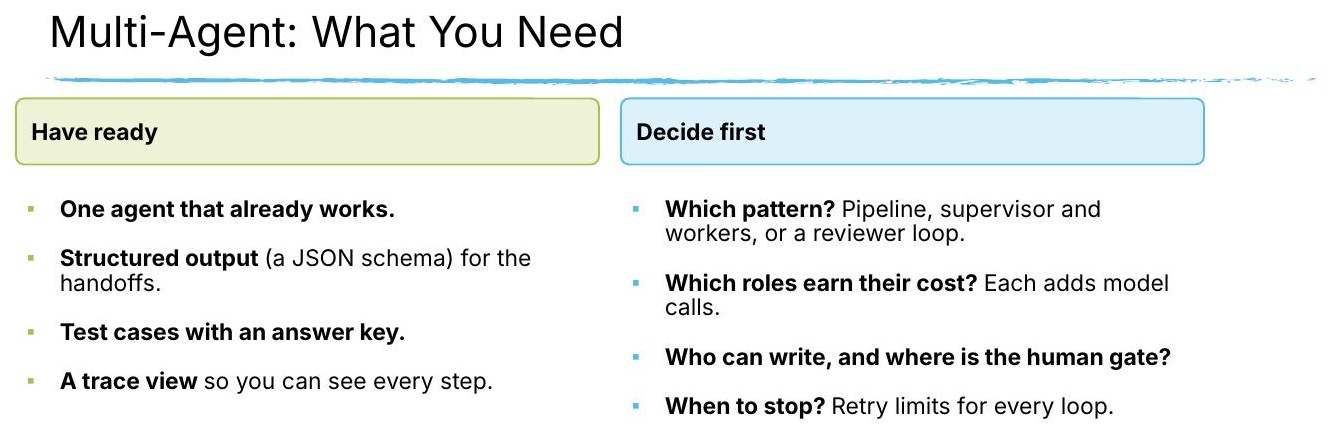 Multi-Agent: What You Need
Have ready
▪ One agent that already works.
▪ Structured output (a JSON schema) for the
handoffs.
▪ Test cases with an answer key.
▪ A trace view so you can see every step.
Decide first
▪ Which pattern? Pipeline, supervisor and
workers, or a reviewer loop.
▪ Which roles earn their cost? Each adds model
calls.
▪ Who can write, and where is the human gate?
▪ When to stop? Retry limits for every loop.